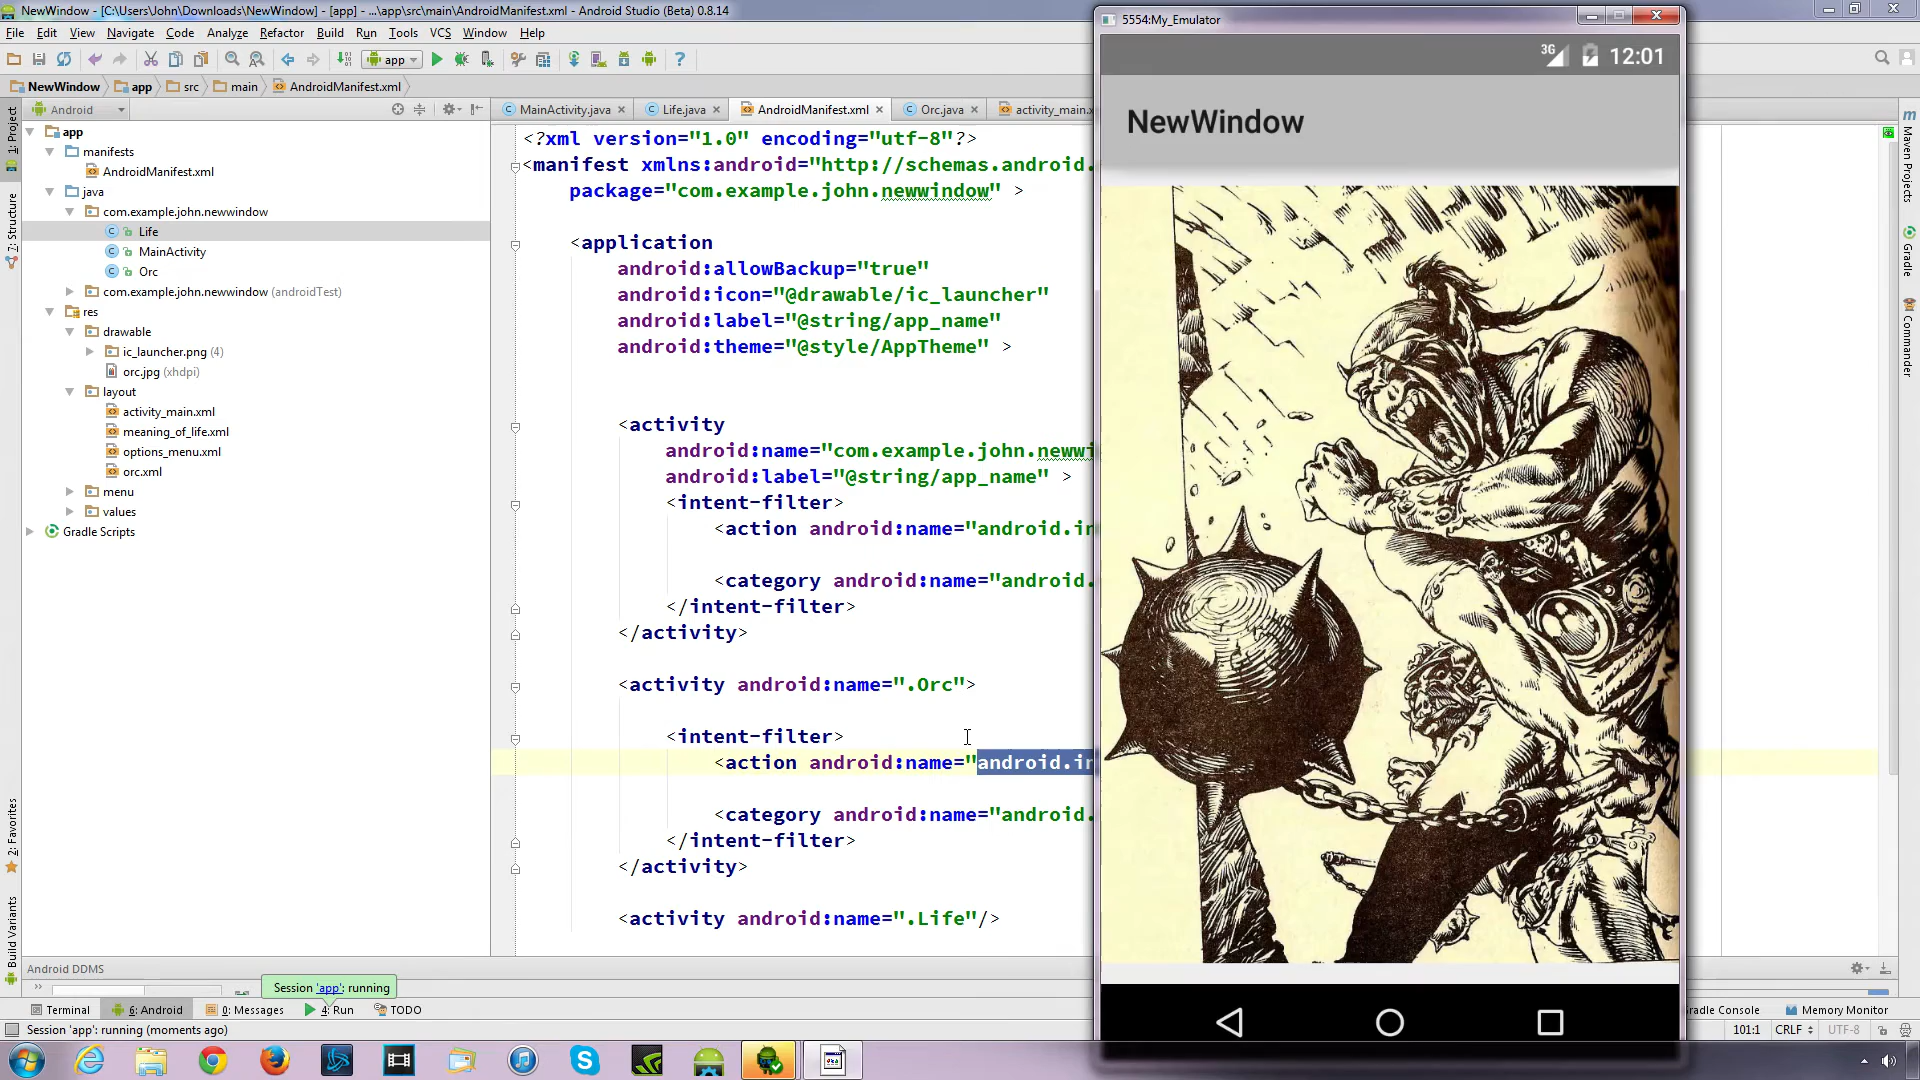 NewWindow - [C:\Users\John\Downloads\NewWindow] - [app] - ...\app\src\main\AndroidManifest.xml - Android Studio (Beta) 0.8.14
File Edit View Navigate Code Analyze Refactor Build Run Tools VCS Window Help
app
NewWindow app src main AndroidManifest.xml
Android
MainActivity.java Life.java AndroidManifest.xml Orc.java activity_main.x
1: Project
7: Structure
2: Favorites
Build Variants
app
manifests
AndroidManifest.xml
java
com.example.john.newwindow
Life
MainActivity
Orc
com.example.john.newwindow (androidTest)
res
drawable
ic_launcher.png (4)
orc.jpg (xhdpi)
layout
activity_main.xml
meaning_of_life.xml
options_menu.xml
orc.xml
menu
values
Gradle Scripts
<?xml version="1.0" encoding="utf-8"?>
<manifest xmlns:android="http://schemas.android.
package="com.example.john.newwindow" >
<application
android:allowBackup="true"
android:icon="@drawable/ic_launcher"
android:label="@string/app_name"
android:theme="@style/AppTheme" >
<activity
android:name="com.example.john.newwi
android:label="@string/app_name" >
<intent-filter>
<action android:name="android.in
<category android:name="android.
</intent-filter>
</activity>
<activity android:name=".Orc">
<intent-filter>
<action android:name="android.in
<category android:name="android.
</intent-filter>
</activity>
<activity android:name=".Life"/>
5554:My_Emulator
3G 12:01
NewWindow
Maven Projects
Gradle
Commander
Android DDMS
Session 'app': running
Terminal 6: Android 0: Messages 4: Run TODO
radle Console Memory Monitor
Session 'app': running (moments ago)
101:1 CRLF UTF-8